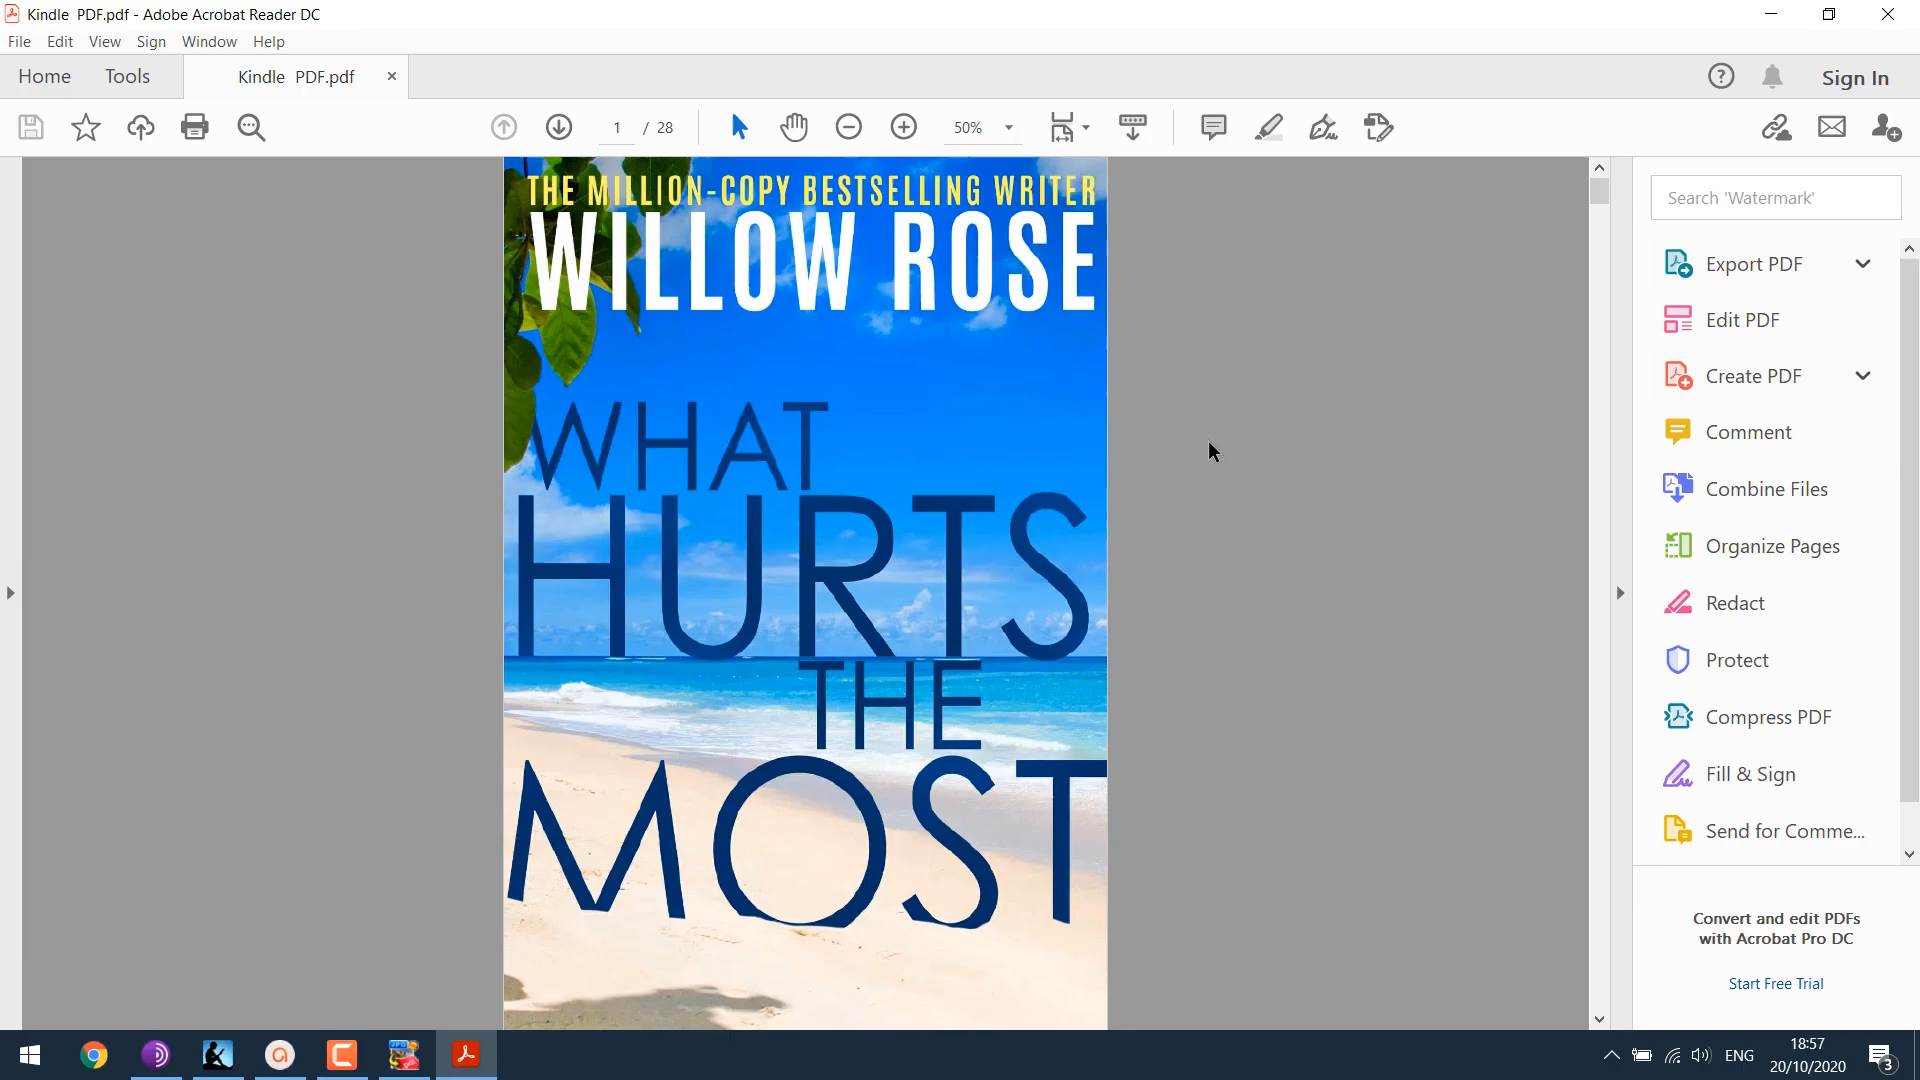 Kindle  PDF.pdf - Adobe Acrobat Reader DC
File Edit View Sign Window Help
Home Tools Kindle  PDF.pdf Sign In
1 / 28 50%
Search 'Watermark'
THE MILLION-COPY BESTSELLING WRITER
WILLOW ROSE
WHAT
HURTS
THE
MOST
Export PDF
Edit PDF
Create PDF
Comment
Combine Files
Organize Pages
Redact
Protect
Compress PDF
Fill & Sign
Send for Comme...
Convert and edit PDFs
with Acrobat Pro DC
Start Free Trial
ENG
18:57
20/10/2020
3